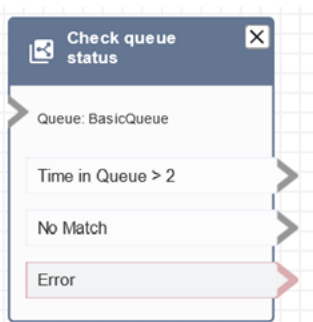 Check queue
status
Queue: BasicQueue
Time in Queue > 2
No Match
Error